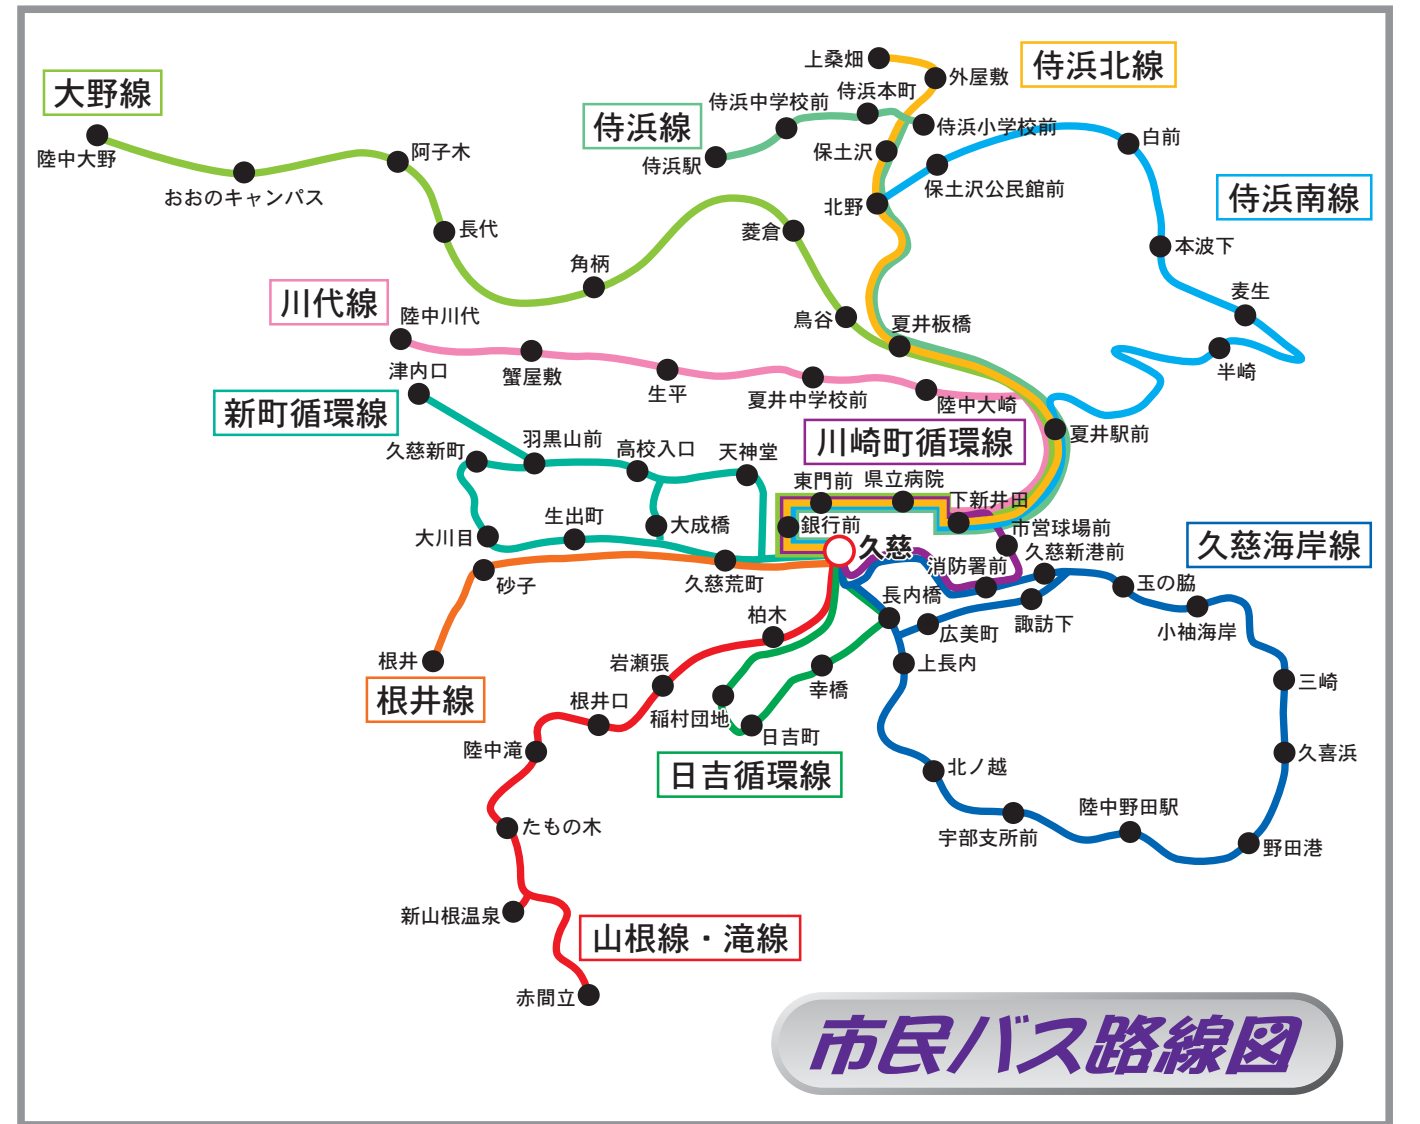 上桑畑
侍浜北線
外屋敷
大野線
侍浜本町
侍浜中学校前
侍浜線
侍浜小学校前
白前
陸中大野
阿子木
保土沢
侍浜駅
おおのキャンパス
保土沢公民館前
侍浜南線
北野
長代
菱倉
本波下
角柄
麦生
川代線
陸中川代
鳥谷
夏井板橋
津内口
蟹屋敷
生平
夏井中学校前
陸中大崎
半崎
新町循環線
川崎町循環線
夏井駅前
久慈新町
羽黒山前
高校入口
天神堂
東門前
県立病院
下新井田
大川目
生出町
大成橋
銀行前
久慈
市営球場前
久慈新港前
久慈海岸線
消防署前
砂子
久慈荒町
長内橋
玉の脇
柏木
広美町
諏訪下
小袖海岸
根井
岩瀬張
上長内
根井線
根井口
稲村団地
幸橋
三崎
陸中滝
日吉町
日吉循環線
北ノ越
久喜浜
たもの木
宇部支所前
陸中野田駅
野田港
新山根温泉
山根線・滝線
赤間立
市民バス路線図